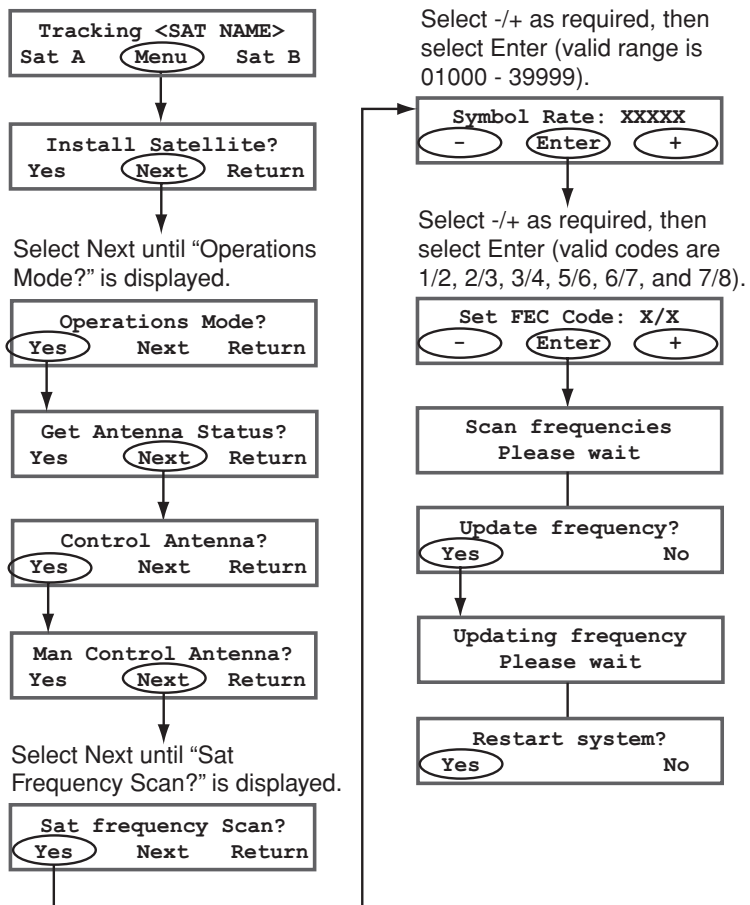 Tracking <SAT NAME>
Sat A Menu Sat B
Install Satellite?
Yes Next Return
Select Next until “Operations
Mode?” is displayed.
Operations Mode?
Yes Next Return
Get Antenna Status?
Yes Next Return
Control Antenna?
Yes Next Return
Man Control Antenna?
Yes Next Return
Select Next until “Sat
Frequency Scan?” is displayed.
Sat frequency Scan?
Yes Next Return
Select -/+ as required, then
select Enter (valid range is
01000 - 39999).
Symbol Rate: XXXXX
- Enter +
Select -/+ as required, then
select Enter (valid codes are
1/2, 2/3, 3/4, 5/6, 6/7, and 7/8).
Set FEC Code: X/X
- Enter +
Scan frequencies
Please wait
Update frequency?
Yes No
Updating frequency
Please wait
Restart system?
Yes No